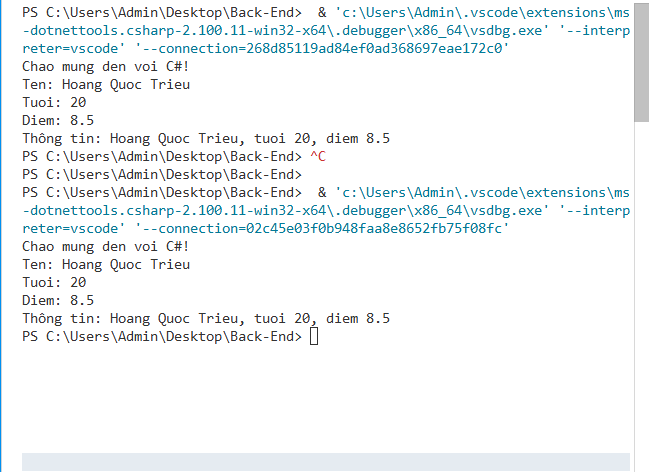 PS C:\Users\Admin\Desktop\Back-End>  & 'c:\Users\Admin\.vscode\extensions\ms
-dotnettools.csharp-2.100.11-win32-x64\.debugger\x86_64\vsdbg.exe' '--interp
reter=vscode' '--connection=268d85119ad84ef0ad368697eae172c0'
Chao mung den voi C#!
Ten: Hoang Quoc Trieu
Tuoi: 20
Diem: 8.5
Thông tin: Hoang Quoc Trieu, tuoi 20, diem 8.5
PS C:\Users\Admin\Desktop\Back-End> ^C
PS C:\Users\Admin\Desktop\Back-End>
PS C:\Users\Admin\Desktop\Back-End>  & 'c:\Users\Admin\.vscode\extensions\ms
-dotnettools.csharp-2.100.11-win32-x64\.debugger\x86_64\vsdbg.exe' '--interp
reter=vscode' '--connection=02c45e03f0b948faa8e8652fb75f08fc'
Chao mung den voi C#!
Ten: Hoang Quoc Trieu
Tuoi: 20
Diem: 8.5
Thông tin: Hoang Quoc Trieu, tuoi 20, diem 8.5
PS C:\Users\Admin\Desktop\Back-End>